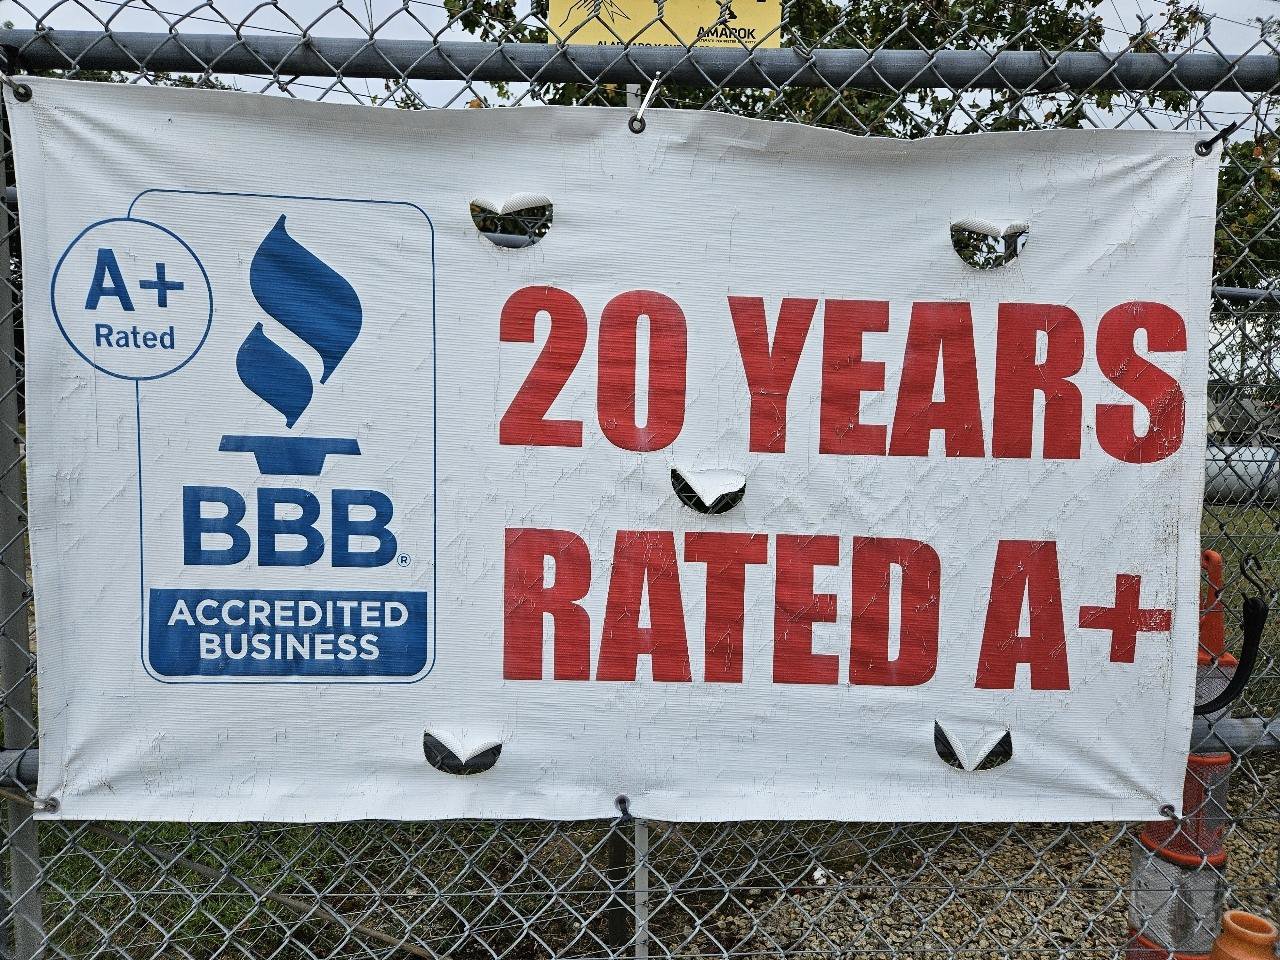 AMAROK
A+
Rated
BBB®
ACCREDITED
BUSINESS
20 YEARS
RATED A+